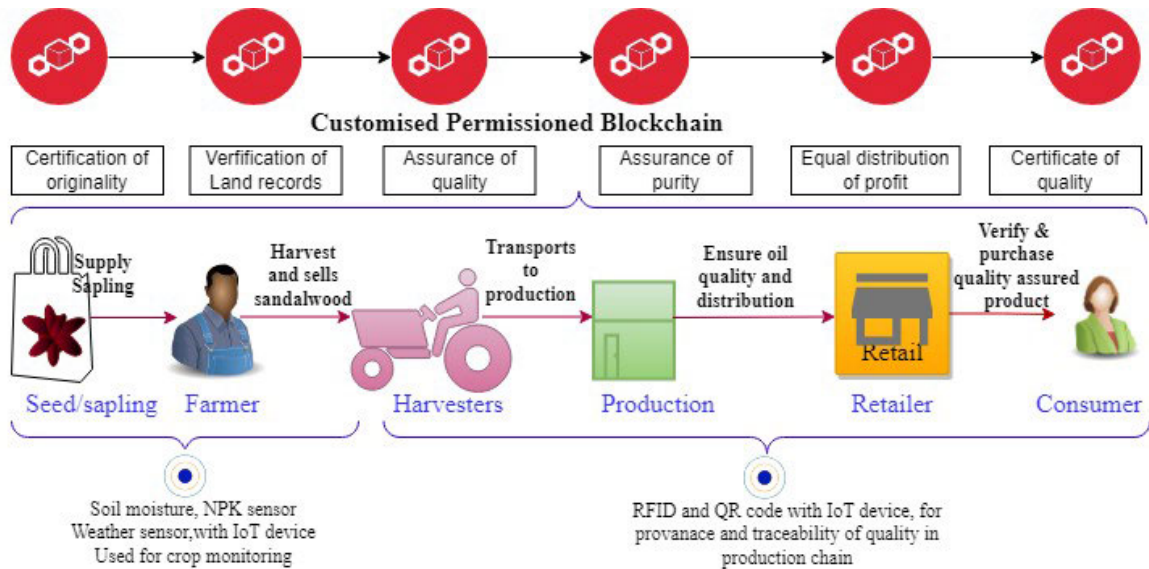 Customised Permissioned Blockchain
Certification of
originality
Verfification of
Land records
Assurance of
quality
Assurance of
purity
Equal distribution
of profit
Certificate of
quality
Supply
Sapling
Harvest
and sells
sandalwood
Transports
to
production
Ensure oil
quality and
distribution
Verify &
purchase
quality assured
product
Retail
Seed/sapling
Farmer
Harvesters
Production
Retailer
Consumer
Soil moisture, NPK sensor
Weather sensor,with IoT device
Used for crop monitoring
RFID and QR code with IoT device, for
provanace and traceability of quality in
production chain